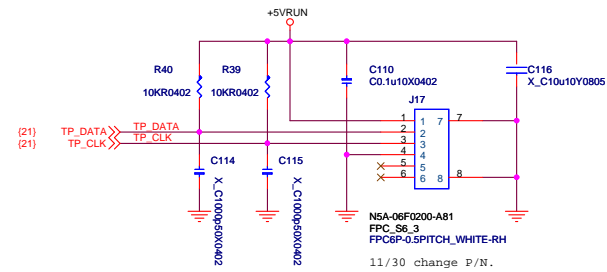 +5VRUN
R40
10KR0402
R39
10KR0402
C110
C0.1u10X0402
C116
X_C10u10Y0805
J17
{21} TP_DATA TP_DATA
{21} TP_CLK TP_CLK
1 1 7 7
2 2
3 3
4 4
5 5
6 6 8 8
C114
X_C1000p50X0402
C115
X_C1000p50X0402
N5A-06F0200-A81
FPC_S6_3
FPC6P-0.5PITCH_WHITE-RH
11/30 change P/N.